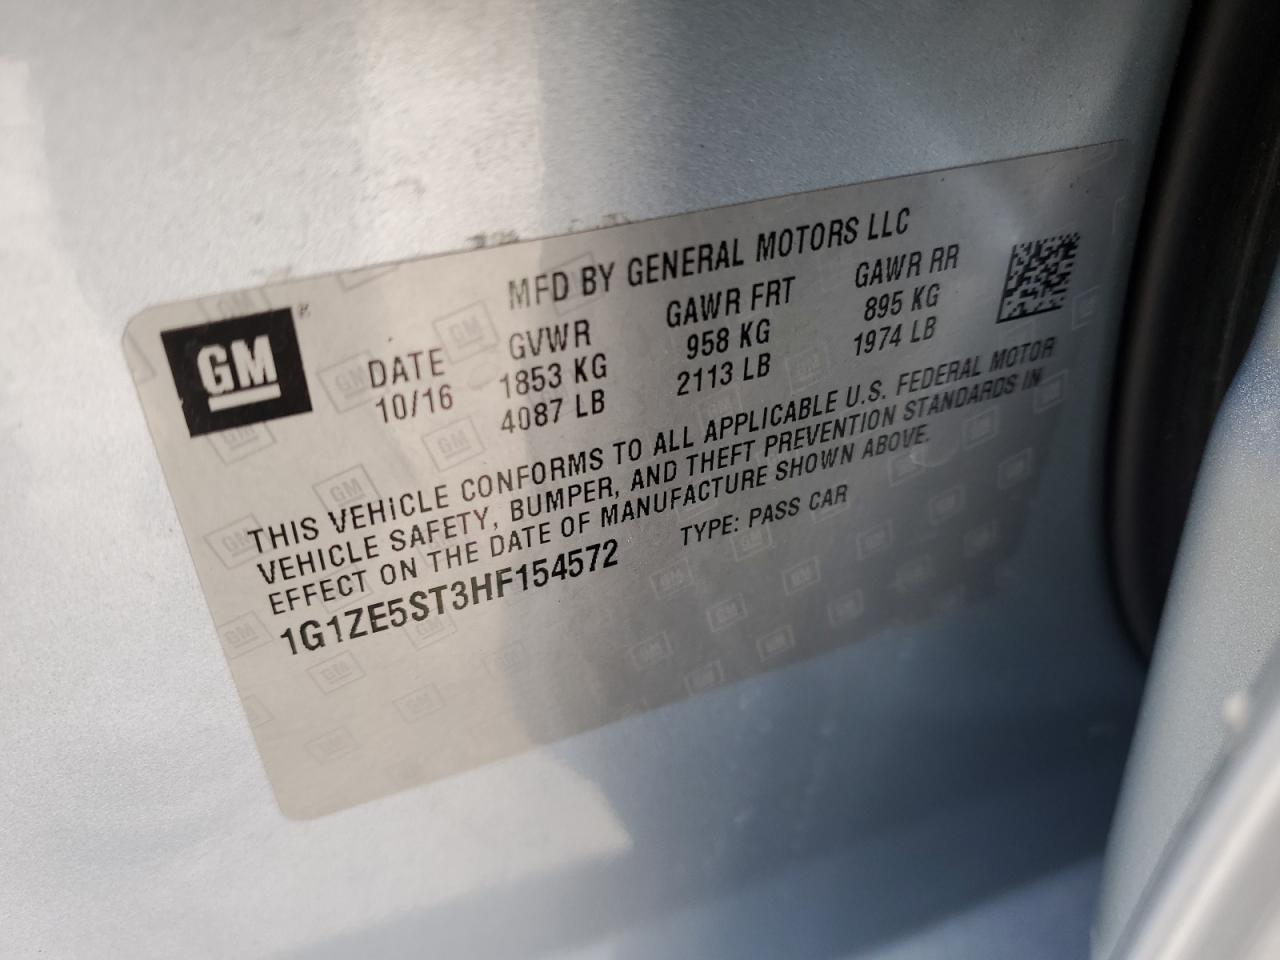 MFD BY GENERAL MOTORS LLC
GM
DATE GVWR GAWR FRT GAWR RR
10/16 1853 KG 958 KG 895 KG
4087 LB 2113 LB 1974 LB
THIS VEHICLE CONFORMS TO ALL APPLICABLE U.S. FEDERAL MOTOR
VEHICLE SAFETY, BUMPER, AND THEFT PREVENTION STANDARDS IN
EFFECT ON THE DATE OF MANUFACTURE SHOWN ABOVE.
1G1ZE5ST3HF154572 TYPE: PASS CAR